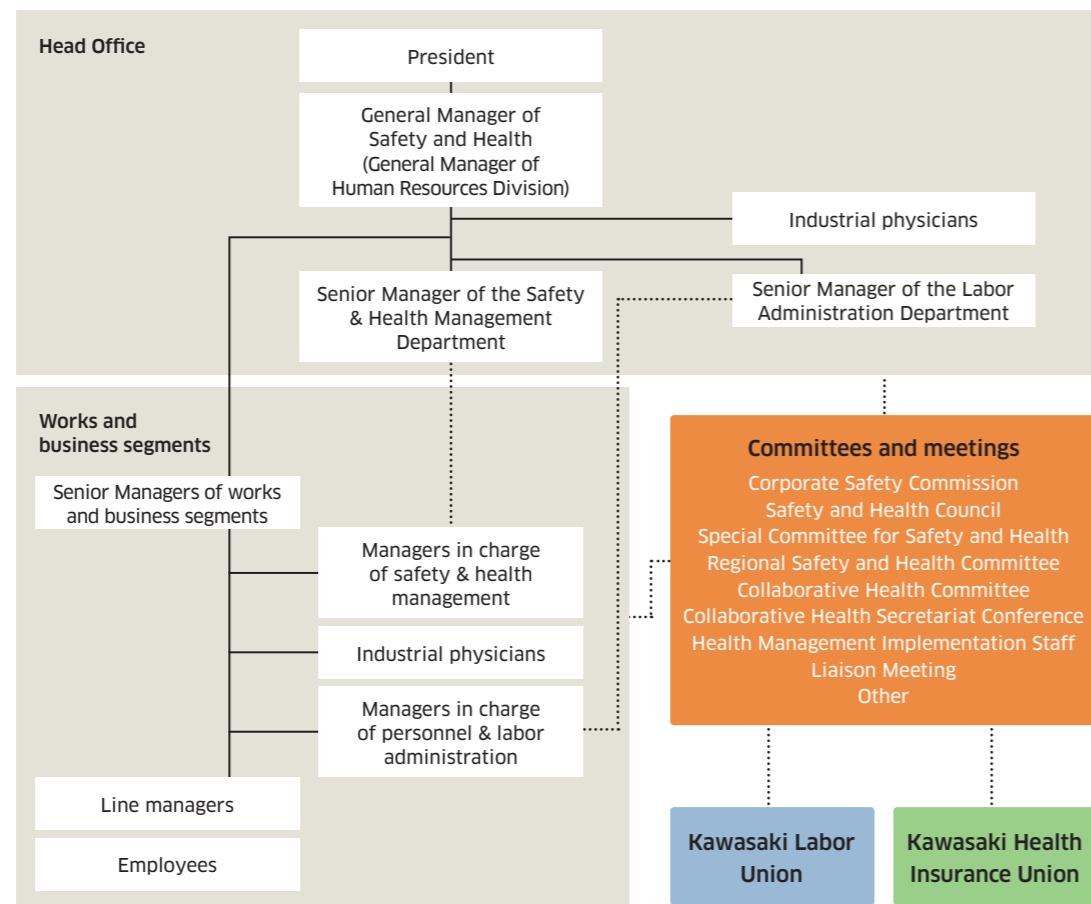 Head Office
President
General Manager of
Safety and Health
(General Manager of
Human Resources Division)
Industrial physicians
Senior Manager of the Safety
& Health Management
Department
Senior Manager of the Labor
Administration Department
Works and
business segments
Senior Managers of works
and business segments
Managers in charge
of safety & health
management
Industrial physicians
Managers in charge
of personnel & labor
administration
Line managers
Employees
Committees and meetings
Corporate Safety Commission
Safety and Health Council
Special Committee for Safety and Health
Regional Safety and Health Committee
Collaborative Health Committee
Collaborative Health Secretariat Conference
Health Management Implementation Staff
Liaison Meeting
Other
Kawasaki Labor
Union
Kawasaki Health
Insurance Union